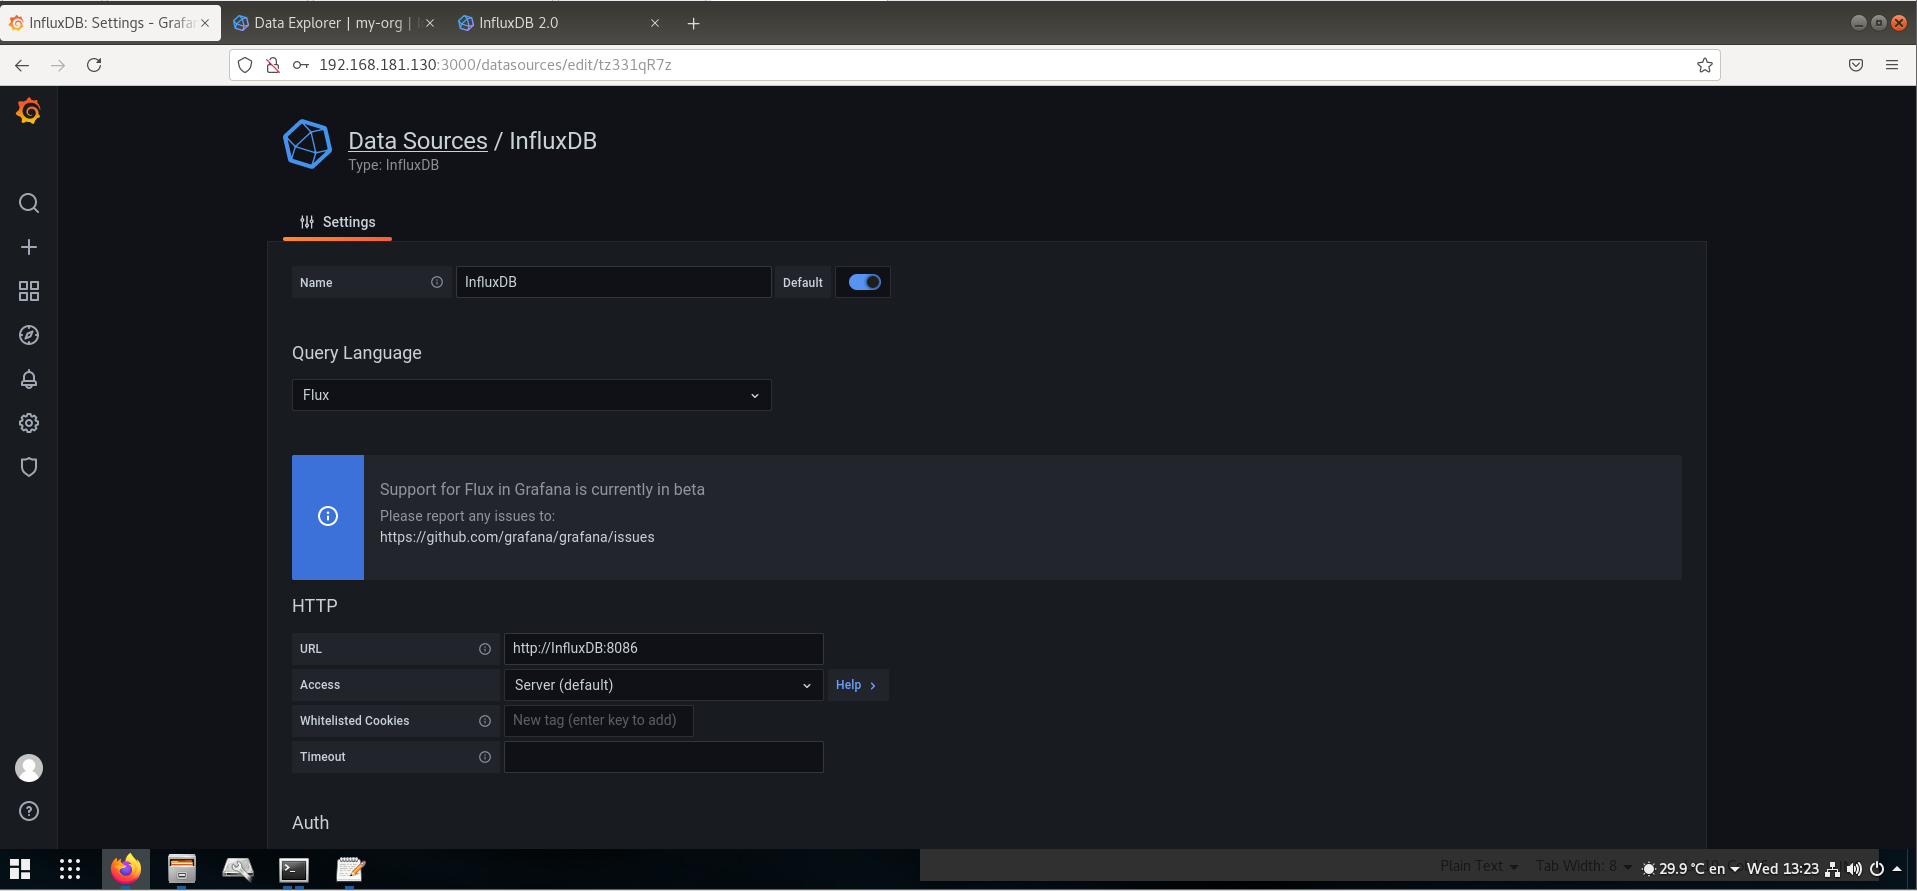 InfluxDB: Settings - Grafa
Data Explorer | my-org |
InfluxDB 2.0
192.168.181.130:3000/datasources/edit/tz331qR7z
Data Sources / InfluxDB
Type: InfluxDB
Settings
Name
InfluxDB
Default
Query Language
Flux
Support for Flux in Grafana is currently in beta
Please report any issues to:
https://github.com/grafana/grafana/issues
HTTP
URL
http://InfluxDB:8086
Access
Server (default)
Help
Whitelisted Cookies
New tag (enter key to add)
Timeout
Auth
Plain Text
Tab Width: 8
29.9 °C en
Wed 13:23